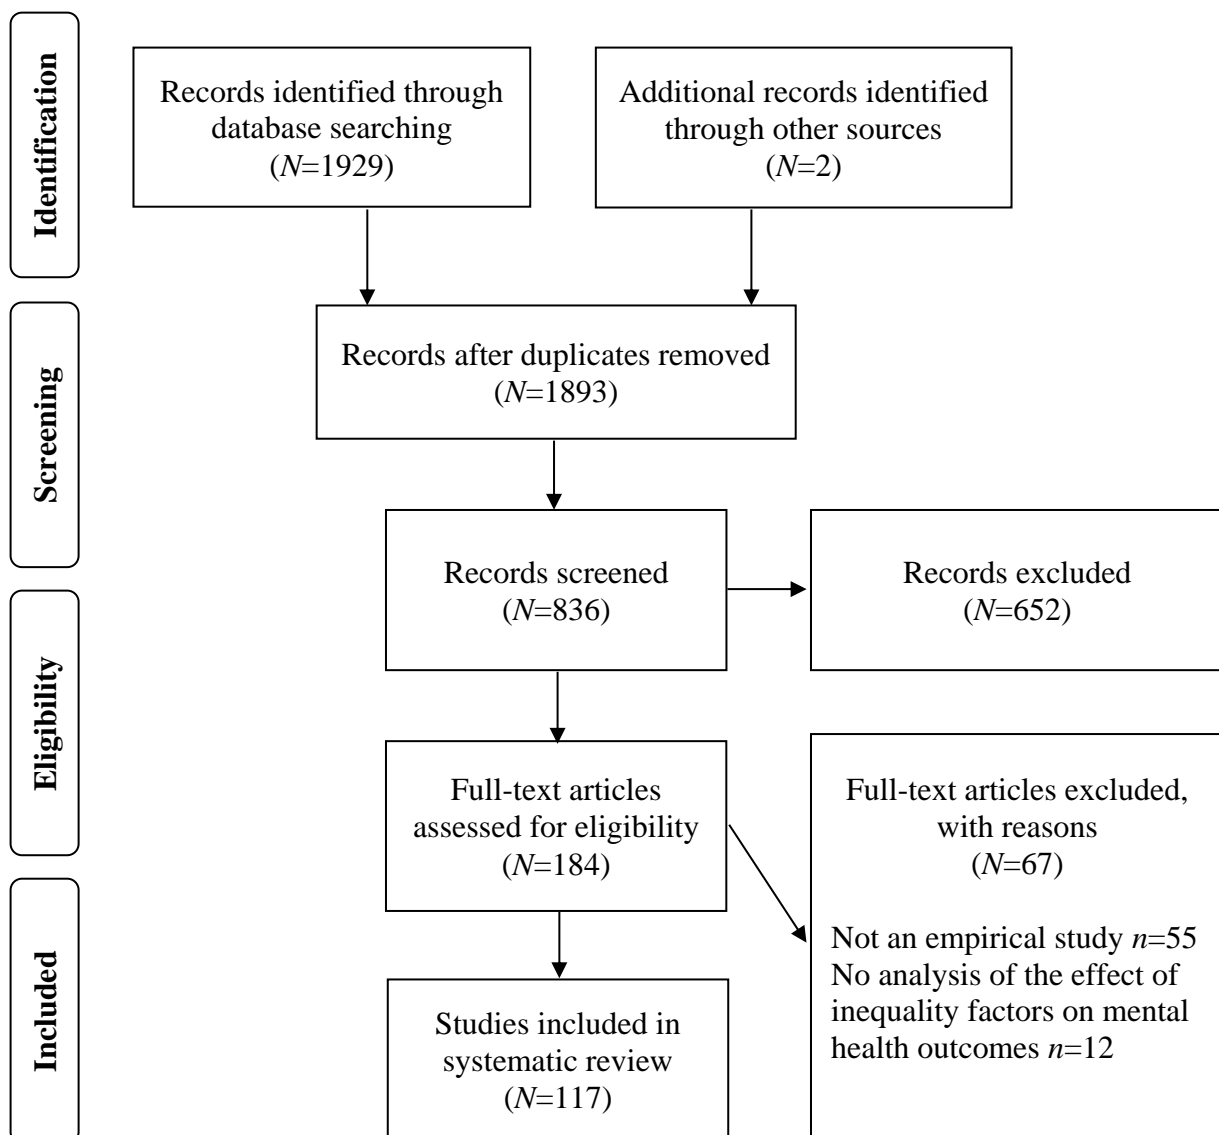 Identification
Records identified through
database searching
(N=1929)
Additional records identified
through other sources
(N=2)
Screening
Records after duplicates removed
(N=1893)
Records screened
(N=836)
Records excluded
(N=652)
Eligibility
Full-text articles
assessed for eligibility
(N=184)
Full-text articles excluded,
with reasons
(N=67)
Not an empirical study n=55
No analysis of the effect of
inequality factors on mental
health outcomes n=12
Included
Studies included in
systematic review
(N=117)